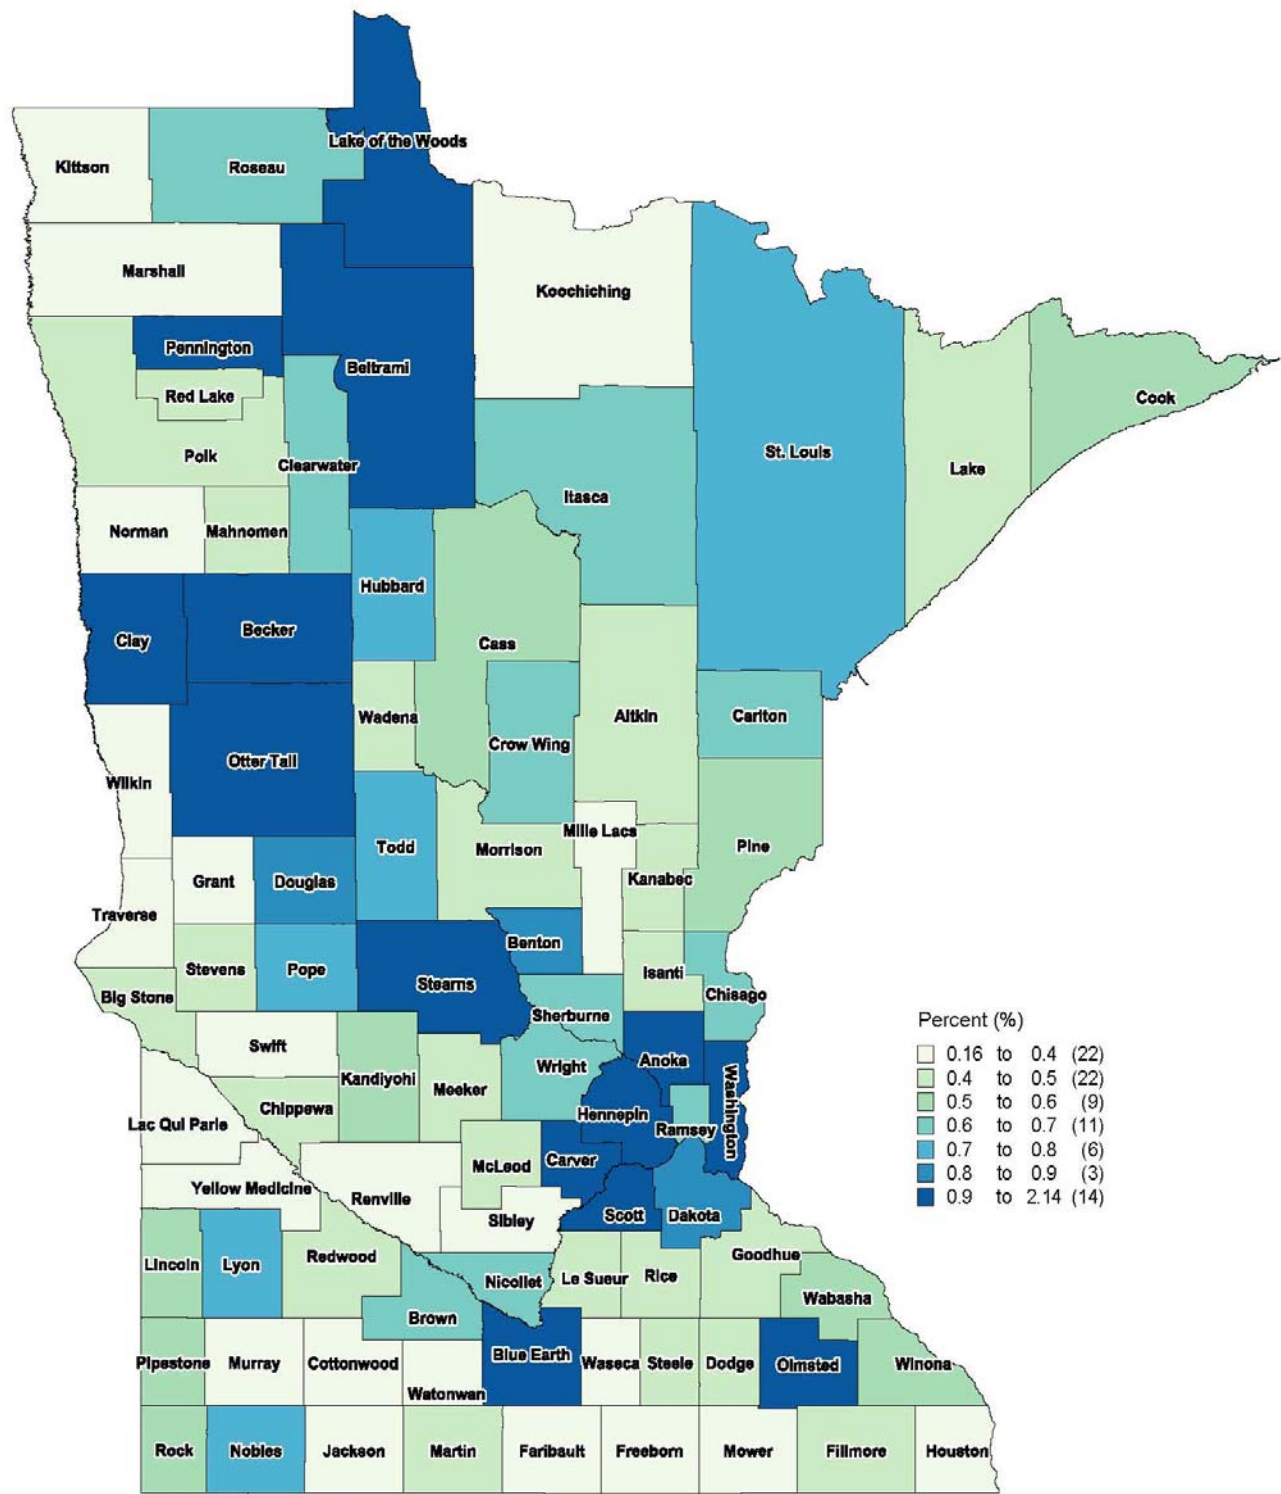 Lake of the Woods
Kittson
Roseau
Marshall
Koochiching
Pennington
Beltrami
Red Lake
Cook
Polk
Clearwater
St. Louis
Lake
Itasca
Norman
Mahnomen
Hubbard
Clay
Becker
Cass
Wadena
Aitkin
Carlton
Crow Wing
Otter Tail
Wilkin
Mille Lacs
Todd
Morrison
Pine
Grant
Douglas
Kanabec
Traverse
Benton
Stevens
Pope
Isanti
Stearns
Big Stone
Chisago
Sherburne
Swift
Anoka
Wright
Kandiyohi
Meeker
Washington
Chippewa
Hennepin
Lac Qui Parle
Ramsey
Carver
McLeod
Yellow Medicine
Renville
Scott
Dakota
Sibley
Redwood
Goodhue
Lincoln
Lyon
Le Sueur
Rice
Nicollet
Wabasha
Brown
Blue Earth
Pipestone
Murray
Cottonwood
Waseca
Steele
Dodge
Olmsted
Winona
Watonwan
Rock
Nobles
Jackson
Martin
Faribault
Freeborn
Mower
Fillmore
Houston
Percent (%)
0.16 to 0.4 (22)
0.4 to 0.5 (22)
0.5 to 0.6 (9)
0.6 to 0.7 (11)
0.7 to 0.8 (6)
0.8 to 0.9 (3)
0.9 to 2.14 (14)